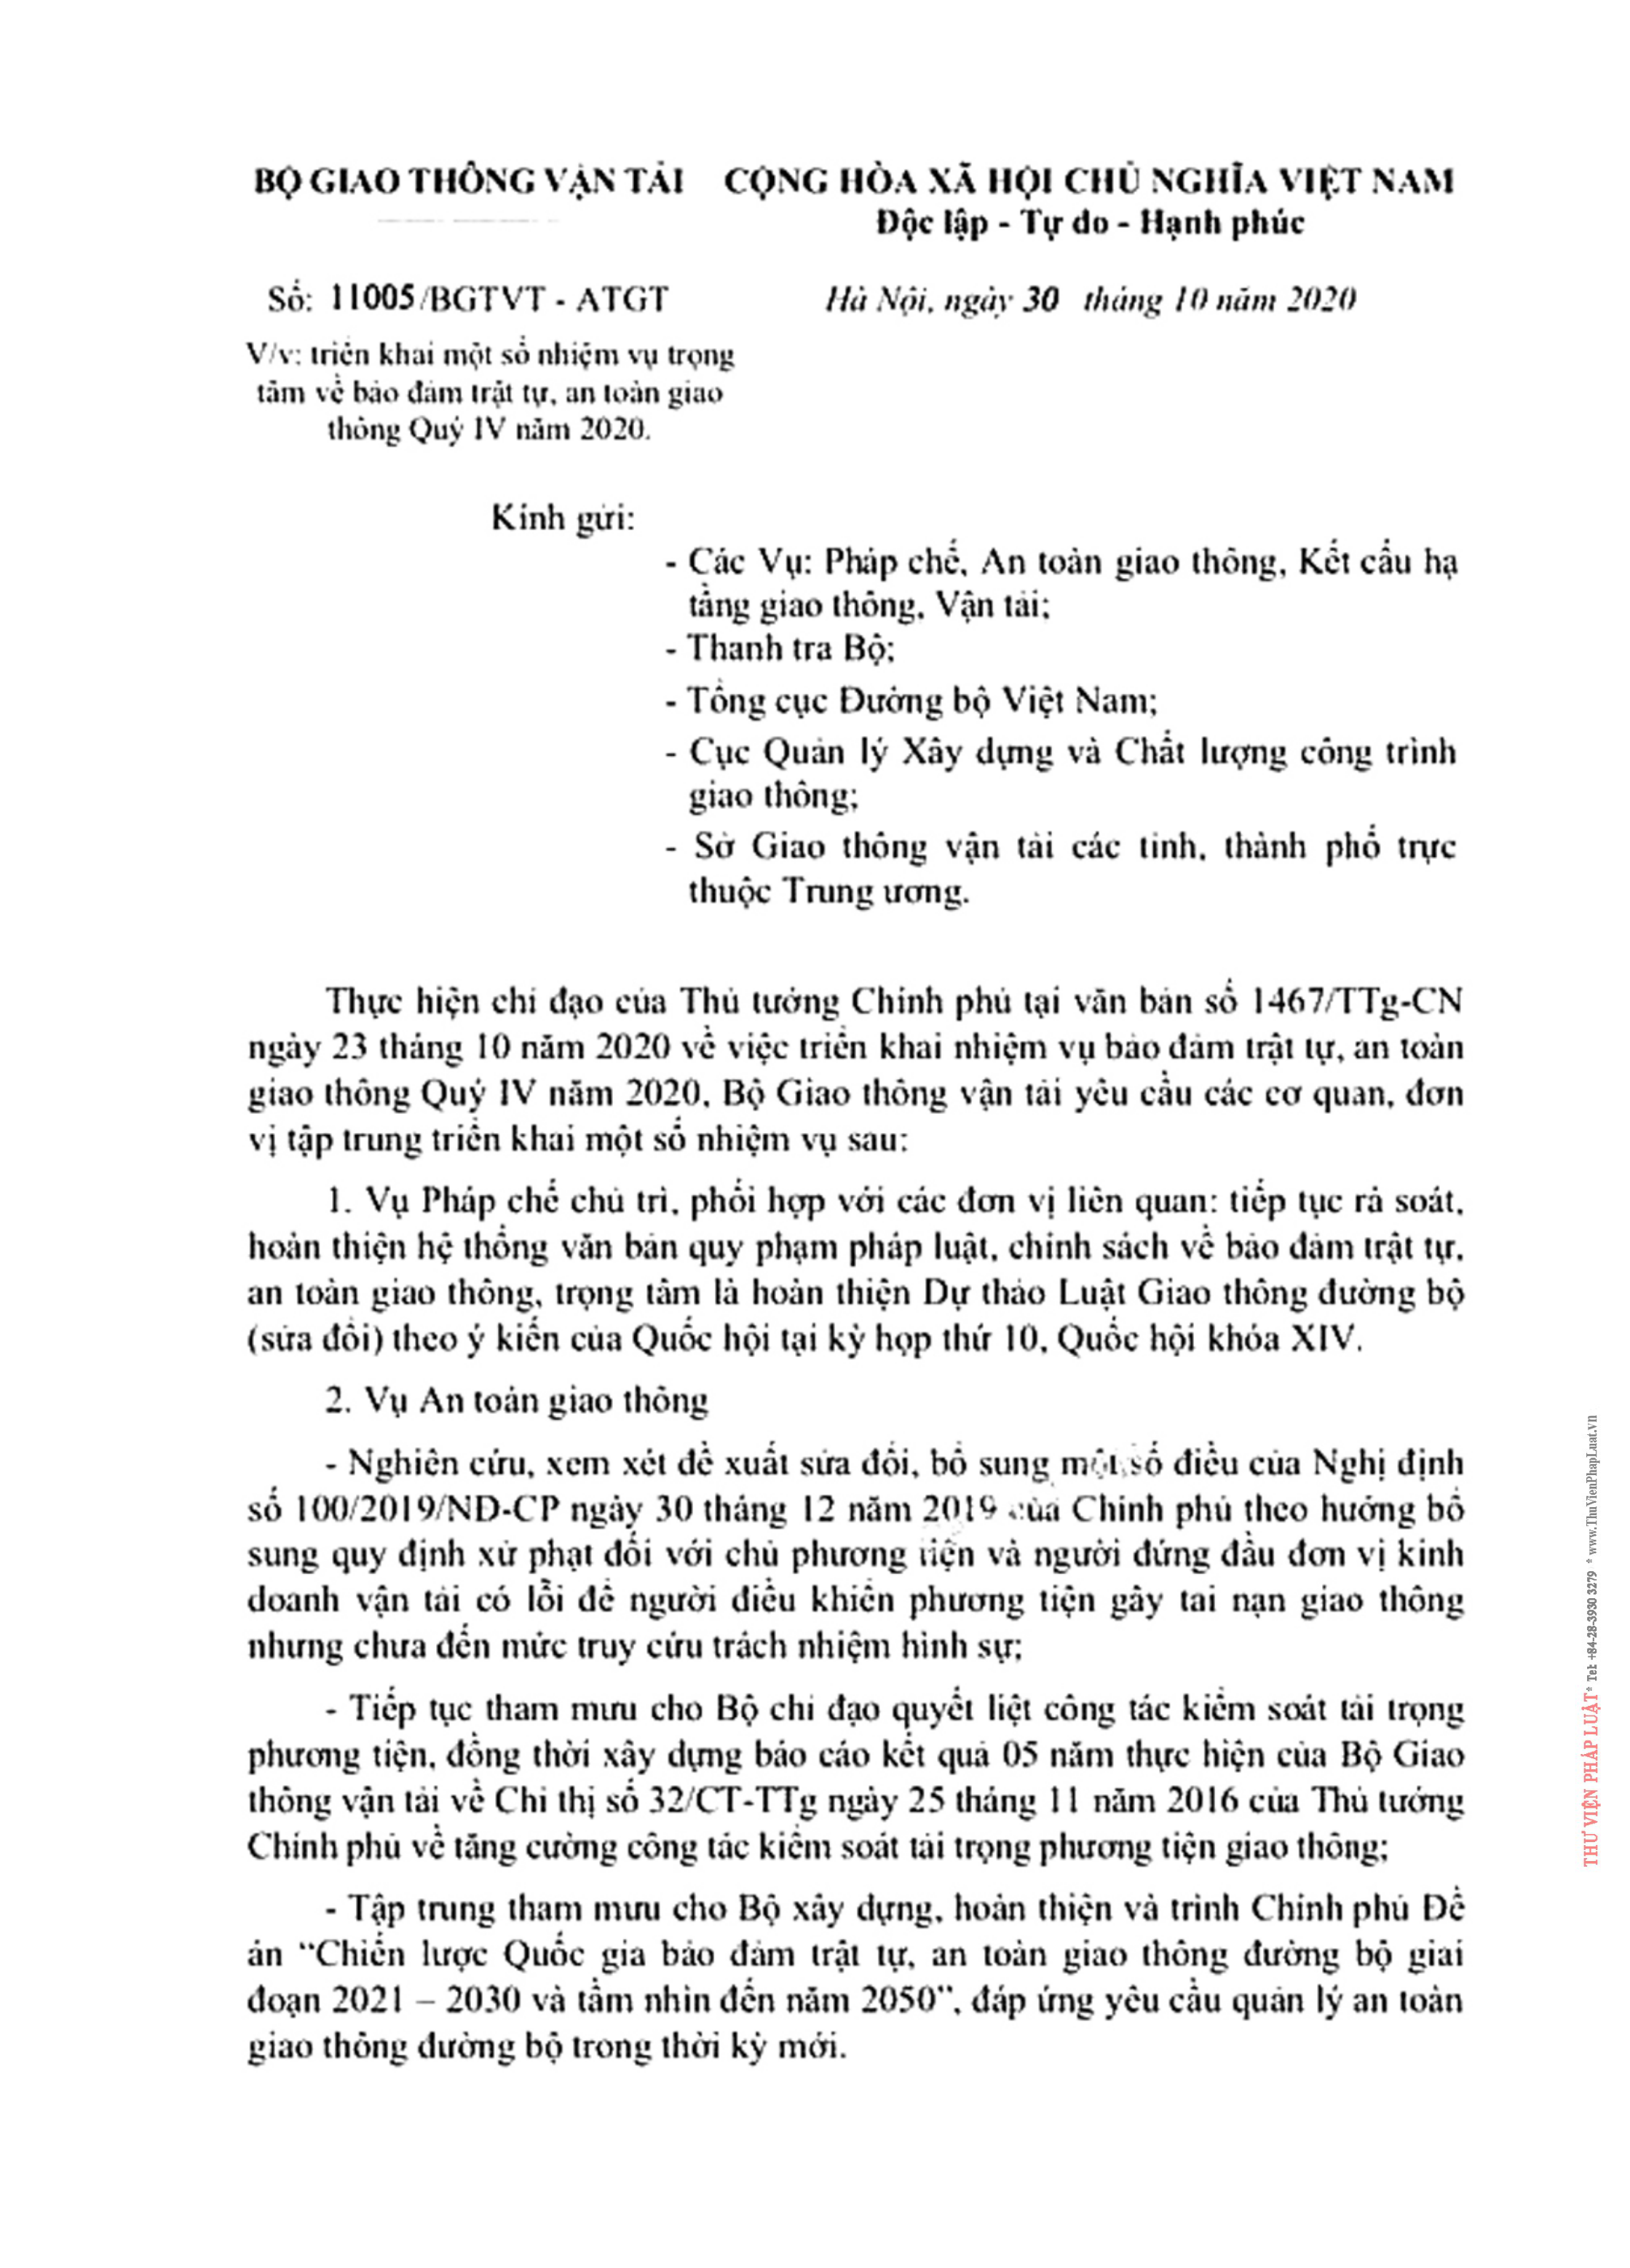 BỘ GIAO THÔNG VẬN TẢI
CỘNG HÒA XÃ HỘI CHỦ NGHĨA VIỆT NAM
Độc lập - Tự do - Hạnh phúc
Số: 11005/BGTVT - ATGT
Hà Nội, ngày 30 tháng 10 năm 2020
V/v: triển khai một số nhiệm vụ trọng
tâm về bảo đảm trật tự, an toàn giao
thông Quý IV năm 2020.
Kính gửi:
- Các Vụ: Pháp chế, An toàn giao thông, Kết cấu hạ
tầng giao thông, Vận tải;
- Thanh tra Bộ;
- Tổng cục Đường bộ Việt Nam;
- Cục Quản lý Xây dựng và Chất lượng công trình
giao thông;
- Sở Giao thông vận tải các tỉnh, thành phố trực
thuộc Trung ương.
Thực hiện chỉ đạo của Thủ tướng Chính phủ tại văn bản số 1467/TTg-CN
ngày 23 tháng 10 năm 2020 về việc triển khai nhiệm vụ bảo đảm trật tự, an toàn
giao thông Quý IV năm 2020, Bộ Giao thông vận tải yêu cầu các cơ quan, đơn
vị tập trung triển khai một số nhiệm vụ sau:
1. Vụ Pháp chế chủ trì, phối hợp với các đơn vị liên quan: tiếp tục rà soát,
hoàn thiện hệ thống văn bản quy phạm pháp luật, chính sách về bảo đảm trật tự,
an toàn giao thông, trọng tâm là hoàn thiện Dự thảo Luật Giao thông đường bộ
(sửa đổi) theo ý kiến của Quốc hội tại kỳ họp thứ 10, Quốc hội khóa XIV.
2. Vụ An toàn giao thông
- Nghiên cứu, xem xét đề xuất sửa đổi, bổ sung một số điều của Nghị định
số 100/2019/NĐ-CP ngày 30 tháng 12 năm 2019 của Chính phủ theo hướng bổ
sung quy định xử phạt đối với chủ phương tiện và người đứng đầu đơn vị kinh
doanh vận tải có lỗi để người điều khiển phương tiện gây tai nạn giao thông
nhưng chưa đến mức truy cứu trách nhiệm hình sự;
- Tiếp tục tham mưu cho Bộ chỉ đạo quyết liệt công tác kiểm soát tải trọng
phương tiện, đồng thời xây dựng báo cáo kết quả 05 năm thực hiện của Bộ Giao
thông vận tải về Chỉ thị số 32/CT-TTg ngày 25 tháng 11 năm 2016 của Thủ tướng
Chính phủ về tăng cường công tác kiểm soát tải trọng phương tiện giao thông;
- Tập trung tham mưu cho Bộ xây dựng, hoàn thiện và trình Chính phủ Đề
án “Chiến lược Quốc gia bảo đảm trật tự, an toàn giao thông đường bộ giai
đoạn 2021 – 2030 và tầm nhìn đến năm 2050”, đáp ứng yêu cầu quản lý an toàn
giao thông đường bộ trong thời kỳ mới.
THƯ VIỆN PHÁP LUẬT* Tel: +84-28-3930 3279 * www.ThuVienPhapLuat.vn